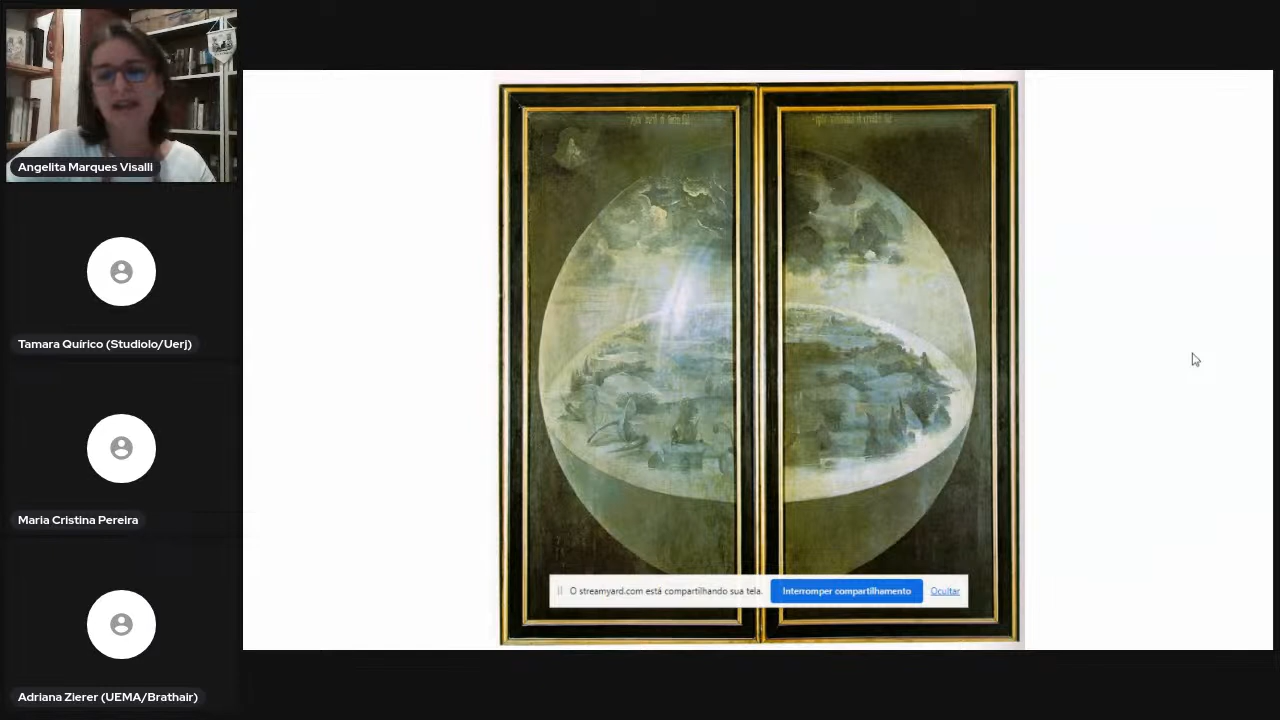 Angelita Marques Visalli
Tamara Quírico (Studiolo/Uerj)
Maria Cristina Pereira
Adriana Zierer (UEMA/Brathair)
O streamyard.com está compartilhando sua tela.
Interromper compartilhamento
Ocultar